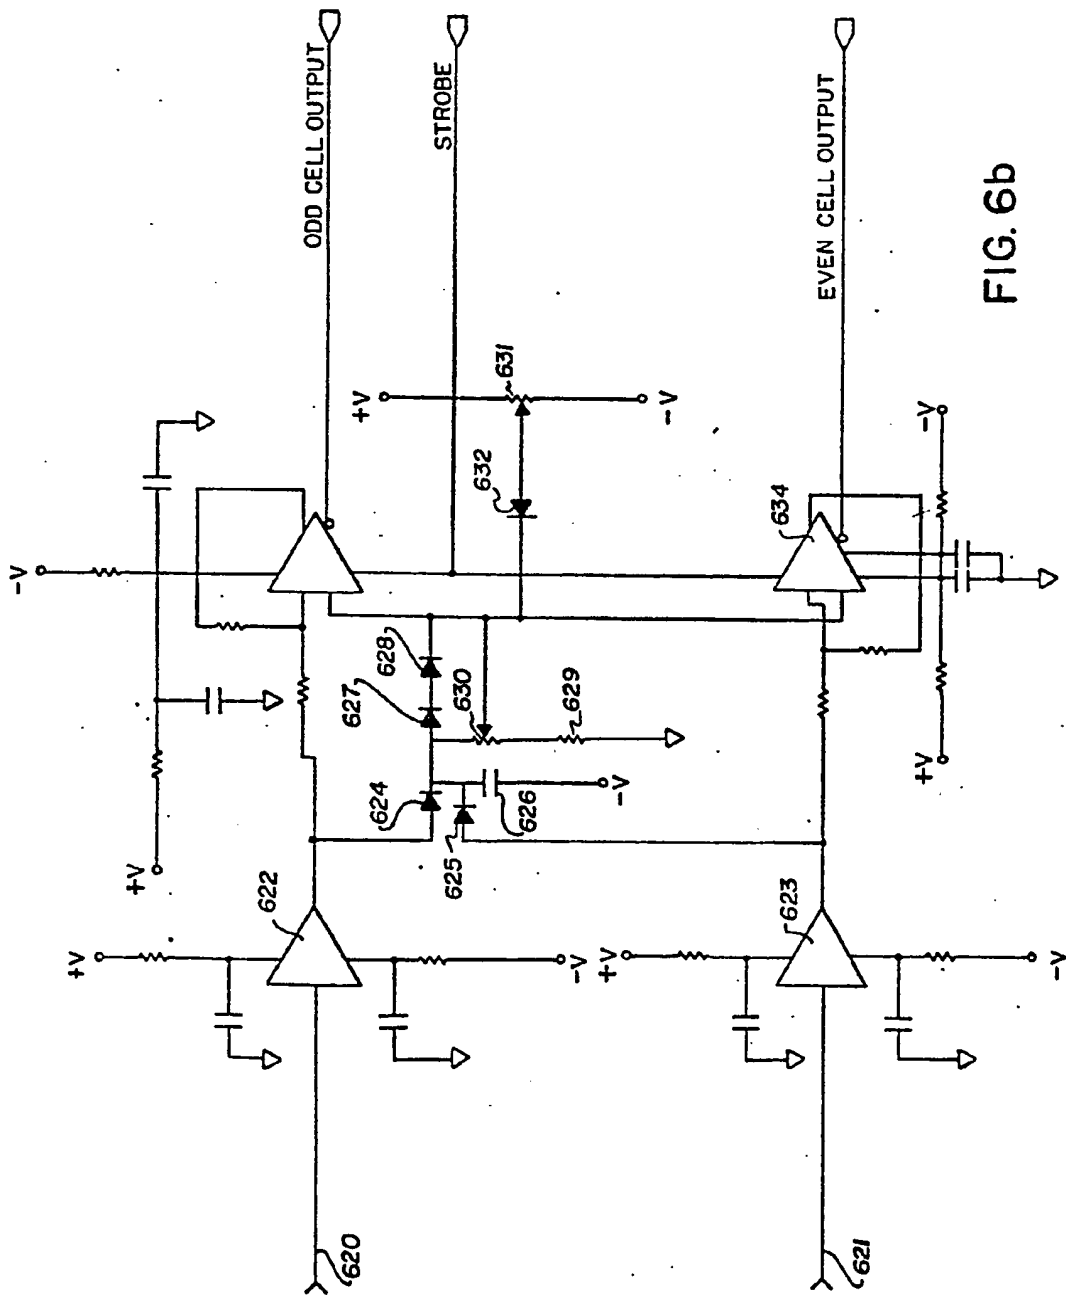 -V
+V
+V
622
ODD CELL OUTPUT
620
627
+V
624
628
STROBE
625
630
632
631
626
-V
629
+V
-V
-V
623
634
EVEN CELL OUTPUT
621
+V
-V
FIG. 6b
-V